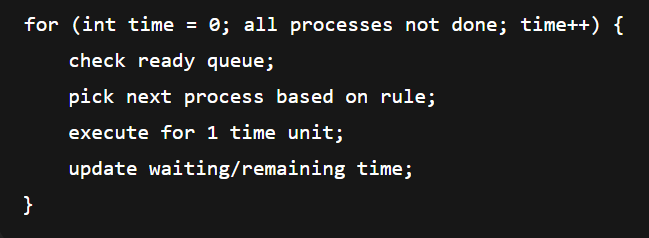 for (int time = 0; all processes not done; time++) {
    check ready queue;
    pick next process based on rule;
    execute for 1 time unit;
    update waiting/remaining time;
}